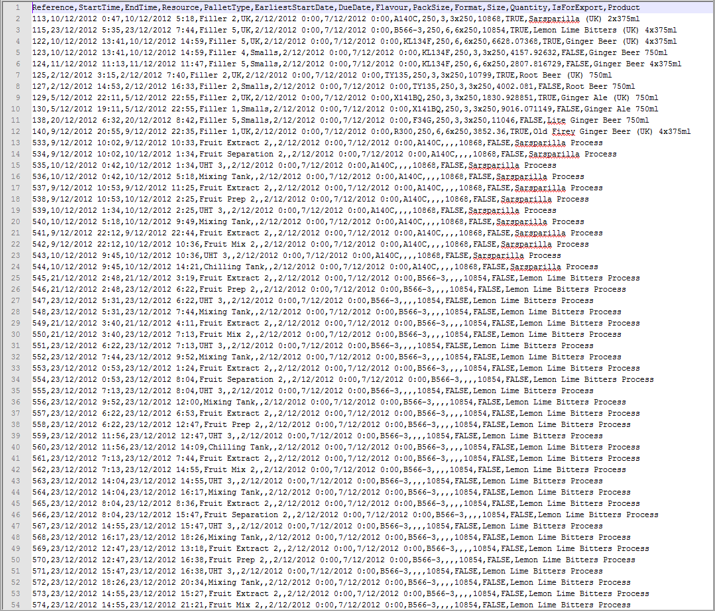 1 Reference,StartTime,EndTime,Resource,PalletType,EarliestStartDate,DueDate,Flavour,PackSize,Format,Size,Quantity,IsForExport,Product
2 113,10/12/2012 0:47,10/12/2012 5:18,Filler 2,UK,2/12/2012 0:00,7/12/2012 0:00,A140C,250,3,3x250,10868,TRUE,Sarsparilla (UK) 2x375ml
3 115,23/12/2012 5:35,23/12/2012 7:44,Filler 5,UK,2/12/2012 0:00,7/12/2012 0:00,B566-3,250,6,6x250,10854,TRUE,Lemon Lime Bitters (UK) 4x375ml
4 122,10/12/2012 13:41,10/12/2012 14:59,Filler 5,UK,2/12/2012 0:00,7/12/2012 0:00,KL134F,250,6,6x250,6628.07368,TRUE,Ginger Beer (UK) 4x375ml
5 123,10/12/2012 13:41,10/12/2012 14:59,Filler 4,Smalls,2/12/2012 0:00,7/12/2012 0:00,KL134F,250,3,3x250,4157.92632,FALSE,Ginger Beer 750ml
6 124,11/12/2012 11:13,11/12/2012 11:47,Filler 5,Smalls,2/12/2012 0:00,7/12/2012 0:00,KL134F,250,6,6x250,2807.816729,FALSE,Ginger Beer 4x375ml
7 125,2/12/2012 3:15,2/12/2012 7:40,Filler 2,UK,2/12/2012 0:00,7/12/2012 0:00,TY135,250,3,3x250,10799,TRUE,Root Beer (UK) 750ml
8 127,2/12/2012 14:53,2/12/2012 16:33,Filler 2,Smalls,2/12/2012 0:00,7/12/2012 0:00,TY135,250,3,3x250,4002.081,FALSE,Root Beer 750ml
9 129,5/12/2012 22:11,5/12/2012 22:55,Filler 2,UK,2/12/2012 0:00,7/12/2012 0:00,X141BQ,250,3,3x250,1830.928851,TRUE,Ginger Ale (UK) 750ml
10 130,5/12/2012 19:11,5/12/2012 22:55,Filler 1,Smalls,2/12/2012 0:00,7/12/2012 0:00,X141BQ,250,3,3x250,9016.071149,FALSE,Ginger Ale 750ml
11 138,20/12/2012 6:32,20/12/2012 8:42,Filler 5,Smalls,2/12/2012 0:00,7/12/2012 0:00,F34G,250,3,3x250,11046,FALSE,Lite Ginger Beer 750ml
12 140,9/12/2012 20:55,9/12/2012 22:35,Filler 1,UK,2/12/2012 0:00,7/12/2012 0:00,R300,250,6,6x250,3852.36,TRUE,Old Firey Ginger Beer (UK) 4x375ml
13 533,9/12/2012 10:02,9/12/2012 10:33,Fruit Extract 2,,2/12/2012 0:00,7/12/2012 0:00,A140C,,,,10868,FALSE,Sarsparilla Process
14 534,9/12/2012 10:02,10/12/2012 1:34,Fruit Separation 2,,2/12/2012 0:00,7/12/2012 0:00,A140C,,,,10868,FALSE,Sarsparilla Process
15 535,10/12/2012 0:42,10/12/2012 1:34,UHT 3,,2/12/2012 0:00,7/12/2012 0:00,A140C,,,,10868,FALSE,Sarsparilla Process
16 536,10/12/2012 0:42,10/12/2012 5:18,Mixing Tank,,2/12/2012 0:00,7/12/2012 0:00,A140C,,,,10868,FALSE,Sarsparilla Process
17 537,9/12/2012 10:53,9/12/2012 11:25,Fruit Extract 2,,2/12/2012 0:00,7/12/2012 0:00,A140C,,,,10868,FALSE,Sarsparilla Process
18 538,9/12/2012 10:53,10/12/2012 2:25,Fruit Prep 2,,2/12/2012 0:00,7/12/2012 0:00,A140C,,,,10868,FALSE,Sarsparilla Process
19 539,10/12/2012 1:34,10/12/2012 2:25,UHT 3,,2/12/2012 0:00,7/12/2012 0:00,A140C,,,,10868,FALSE,Sarsparilla Process
20 540,10/12/2012 5:18,10/12/2012 9:49,Mixing Tank,,2/12/2012 0:00,7/12/2012 0:00,A140C,,,,10868,FALSE,Sarsparilla Process
21 541,9/12/2012 22:12,9/12/2012 22:44,Fruit Extract 2,,2/12/2012 0:00,7/12/2012 0:00,A140C,,,,10868,FALSE,Sarsparilla Process
22 542,9/12/2012 22:12,10/12/2012 10:36,Fruit Mix 2,,2/12/2012 0:00,7/12/2012 0:00,A140C,,,,10868,FALSE,Sarsparilla Process
23 543,10/12/2012 9:45,10/12/2012 10:36,UHT 3,,2/12/2012 0:00,7/12/2012 0:00,A140C,,,,10868,FALSE,Sarsparilla Process
24 544,10/12/2012 9:45,10/12/2012 14:21,Chilling Tank,,2/12/2012 0:00,7/12/2012 0:00,A140C,,,,10868,FALSE,Sarsparilla Process
25 545,21/12/2012 2:48,21/12/2012 3:19,Fruit Extract 2,,2/12/2012 0:00,7/12/2012 0:00,B566-3,,,,10854,FALSE,Lemon Lime Bitters Process
26 546,21/12/2012 2:48,23/12/2012 6:22,Fruit Prep 2,,2/12/2012 0:00,7/12/2012 0:00,B566-3,,,,10854,FALSE,Lemon Lime Bitters Process
27 547,23/12/2012 5:31,23/12/2012 6:22,UHT 3,,2/12/2012 0:00,7/12/2012 0:00,B566-3,,,,10854,FALSE,Lemon Lime Bitters Process
28 548,23/12/2012 5:31,23/12/2012 7:44,Mixing Tank,,2/12/2012 0:00,7/12/2012 0:00,B566-3,,,,10854,FALSE,Lemon Lime Bitters Process
29 549,21/12/2012 3:40,21/12/2012 4:11,Fruit Extract 2,,2/12/2012 0:00,7/12/2012 0:00,B566-3,,,,10854,FALSE,Lemon Lime Bitters Process
30 550,21/12/2012 3:40,23/12/2012 7:13,Fruit Mix 2,,2/12/2012 0:00,7/12/2012 0:00,B566-3,,,,10854,FALSE,Lemon Lime Bitters Process
31 551,23/12/2012 6:22,23/12/2012 7:13,UHT 3,,2/12/2012 0:00,7/12/2012 0:00,B566-3,,,,10854,FALSE,Lemon Lime Bitters Process
32 552,23/12/2012 7:44,23/12/2012 9:52,Mixing Tank,,2/12/2012 0:00,7/12/2012 0:00,B566-3,,,,10854,FALSE,Lemon Lime Bitters Process
33 553,23/12/2012 0:53,23/12/2012 1:24,Fruit Extract 2,,2/12/2012 0:00,7/12/2012 0:00,B566-3,,,,10854,FALSE,Lemon Lime Bitters Process
34 554,23/12/2012 0:53,23/12/2012 8:04,Fruit Separation 2,,2/12/2012 0:00,7/12/2012 0:00,B566-3,,,,10854,FALSE,Lemon Lime Bitters Process
35 555,23/12/2012 7:13,23/12/2012 8:04,UHT 3,,2/12/2012 0:00,7/12/2012 0:00,B566-3,,,,10854,FALSE,Lemon Lime Bitters Process
36 556,23/12/2012 9:52,23/12/2012 12:00,Mixing Tank,,2/12/2012 0:00,7/12/2012 0:00,B566-3,,,,10854,FALSE,Lemon Lime Bitters Process
37 557,23/12/2012 6:22,23/12/2012 6:53,Fruit Extract 2,,2/12/2012 0:00,7/12/2012 0:00,B566-3,,,,10854,FALSE,Lemon Lime Bitters Process
38 558,23/12/2012 6:22,23/12/2012 12:47,Fruit Prep 2,,2/12/2012 0:00,7/12/2012 0:00,B566-3,,,,10854,FALSE,Lemon Lime Bitters Process
39 559,23/12/2012 11:56,23/12/2012 12:47,UHT 3,,2/12/2012 0:00,7/12/2012 0:00,B566-3,,,,10854,FALSE,Lemon Lime Bitters Process
40 560,23/12/2012 11:56,23/12/2012 14:09,Chilling Tank,,2/12/2012 0:00,7/12/2012 0:00,B566-3,,,,10854,FALSE,Lemon Lime Bitters Process
41 561,23/12/2012 7:13,23/12/2012 7:44,Fruit Extract 2,,2/12/2012 0:00,7/12/2012 0:00,B566-3,,,,10854,FALSE,Lemon Lime Bitters Process
42 562,23/12/2012 7:13,23/12/2012 14:55,Fruit Mix 2,,2/12/2012 0:00,7/12/2012 0:00,B566-3,,,,10854,FALSE,Lemon Lime Bitters Process
43 563,23/12/2012 14:04,23/12/2012 14:55,UHT 3,,2/12/2012 0:00,7/12/2012 0:00,B566-3,,,,10854,FALSE,Lemon Lime Bitters Process
44 564,23/12/2012 14:04,23/12/2012 16:17,Mixing Tank,,2/12/2012 0:00,7/12/2012 0:00,B566-3,,,,10854,FALSE,Lemon Lime Bitters Process
45 565,23/12/2012 8:04,23/12/2012 8:36,Fruit Extract 2,,2/12/2012 0:00,7/12/2012 0:00,B566-3,,,,10854,FALSE,Lemon Lime Bitters Process
46 566,23/12/2012 8:04,23/12/2012 15:47,Fruit Separation 2,,2/12/2012 0:00,7/12/2012 0:00,B566-3,,,,10854,FALSE,Lemon Lime Bitters Process
47 567,23/12/2012 14:55,23/12/2012 15:47,UHT 3,,2/12/2012 0:00,7/12/2012 0:00,B566-3,,,,10854,FALSE,Lemon Lime Bitters Process
48 568,23/12/2012 16:17,23/12/2012 18:26,Mixing Tank,,2/12/2012 0:00,7/12/2012 0:00,B566-3,,,,10854,FALSE,Lemon Lime Bitters Process
49 569,23/12/2012 12:47,23/12/2012 13:18,Fruit Extract 2,,2/12/2012 0:00,7/12/2012 0:00,B566-3,,,,10854,FALSE,Lemon Lime Bitters Process
50 570,23/12/2012 12:47,23/12/2012 16:38,Fruit Prep 2,,2/12/2012 0:00,7/12/2012 0:00,B566-3,,,,10854,FALSE,Lemon Lime Bitters Process
51 571,23/12/2012 15:47,23/12/2012 16:38,UHT 3,,2/12/2012 0:00,7/12/2012 0:00,B566-3,,,,10854,FALSE,Lemon Lime Bitters Process
52 572,23/12/2012 18:26,23/12/2012 20:34,Mixing Tank,,2/12/2012 0:00,7/12/2012 0:00,B566-3,,,,10854,FALSE,Lemon Lime Bitters Process
53 573,23/12/2012 14:55,23/12/2012 15:27,Fruit Extract 2,,2/12/2012 0:00,7/12/2012 0:00,B566-3,,,,10854,FALSE,Lemon Lime Bitters Process
54 574,23/12/2012 14:55,23/12/2012 21:21,Fruit Mix 2,,2/12/2012 0:00,7/12/2012 0:00,B566-3,,,,10854,FALSE,Lemon Lime Bitters Process